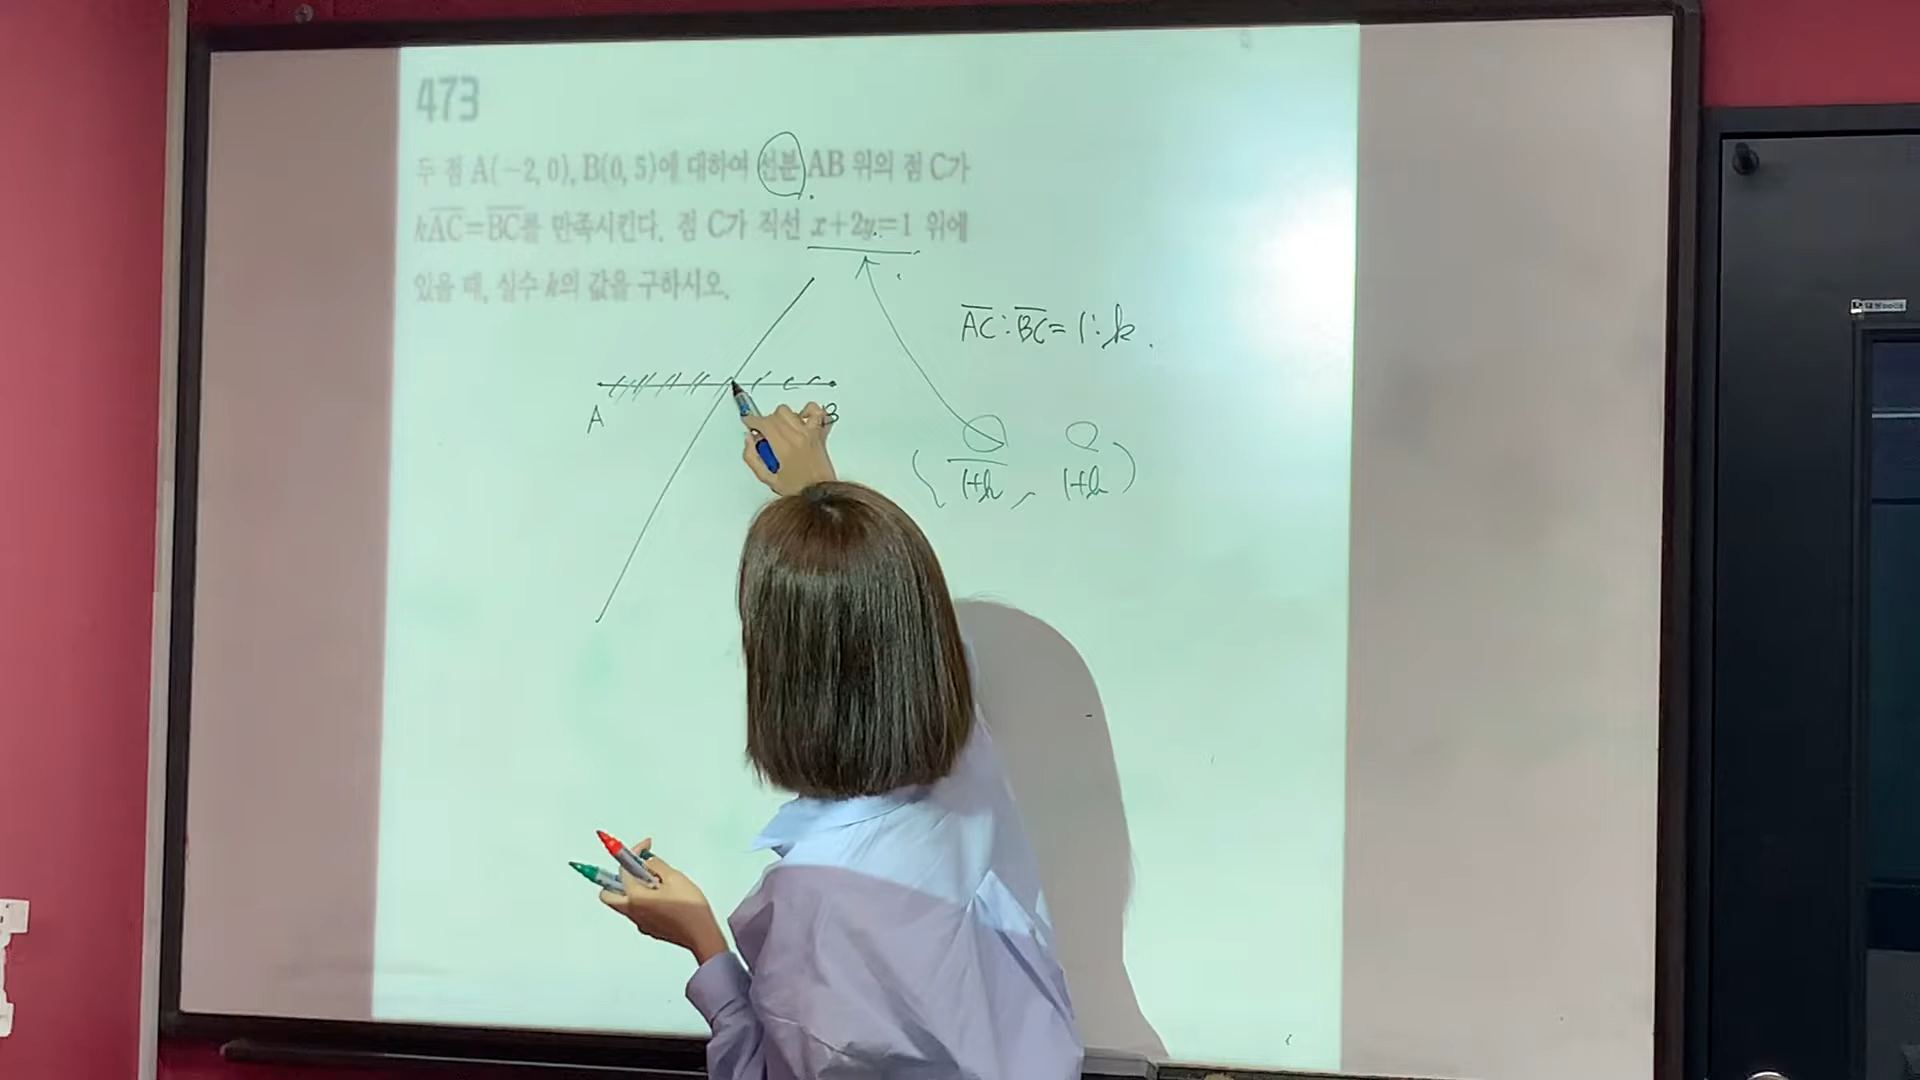 473
두 점 A(-2, 0), B(0, 5)에 대하여 선분 AB 위의 점 C가
kAC=BC를 만족시킨다. 점 C가 직선 x+2y=1 위에
있을 때, 실수 k의 값을 구하시오.
AC:BC=1:k.
A
B
( ―/1+k , /1+k )